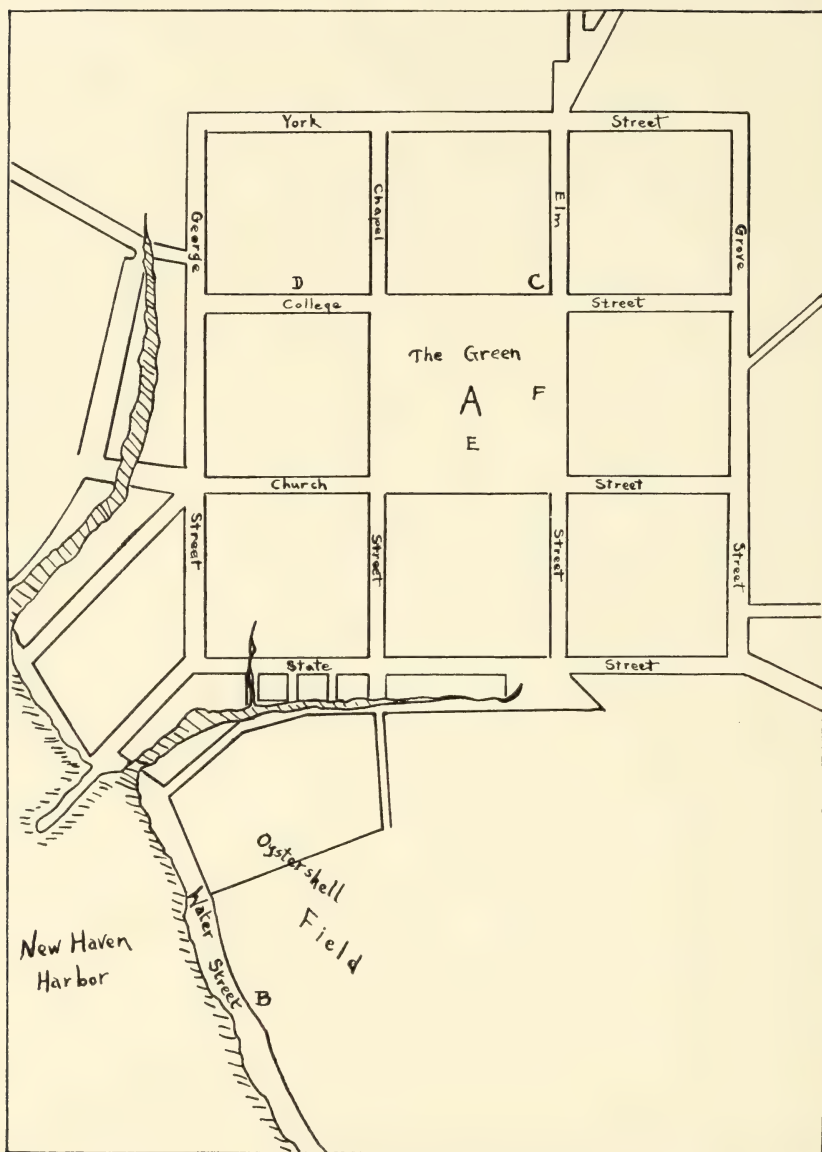 York Street
George
Chapel
Elm
Grove
D
C
College Street
The Green
A
F
E
Church Street
Street
Street
Street
Street
State Street
Oystershell
Field
Water
Street
B
New Haven
Harbor